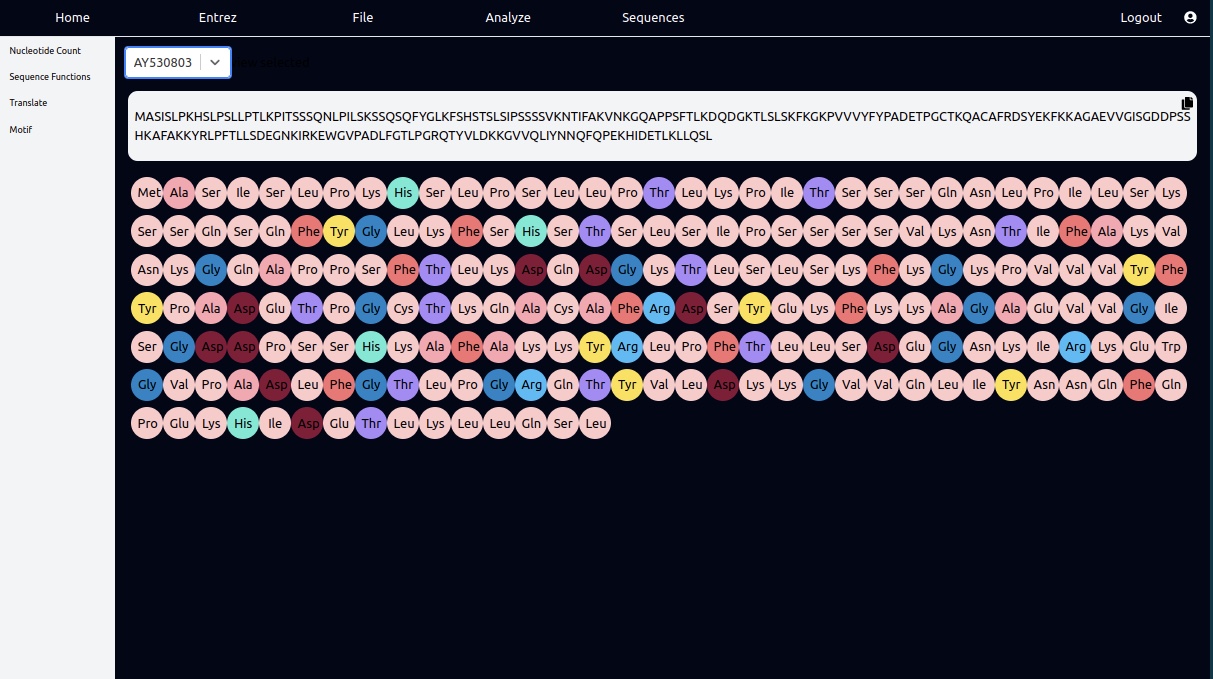 Home Entrez File Analyze Sequences Logout
Nucleotide Count
Sequence Functions
Translate
Motif
AY530803
MASISLPKHSLPSLLPTLKPITSSSQNLPILSKSSQSQFYGLKFSHSTSLSIPSSSSVKNTIFAKVNKGQAPPSFTLKDQDGKTLSLSKFKGKPVVVYFYPADETPGCTKQACAFRDSYEKFKKAGAEVVGISGDDPSS
HKAFAKKYRLPFTLLSDEGNKIRKEWGVPADLFGTLPGRQTYVLDKKGVVQLIYNNQFQPEKHIDETLKLLQSL
Met Ala Ser Ile Ser Leu Pro Lys His Ser Leu Pro Ser Leu Leu Pro Thr Leu Lys Pro Ile Thr Ser Ser Ser Gln Asn Leu Pro Ile Leu Ser Lys
Ser Ser Gln Ser Gln Phe Tyr Gly Leu Lys Phe Ser His Ser Thr Ser Leu Ser Ile Pro Ser Ser Ser Ser Val Lys Asn Thr Ile Phe Ala Lys Val
Asn Lys Gly Gln Ala Pro Pro Ser Phe Thr Leu Lys Asp Gln Asp Gly Lys Thr Leu Ser Leu Ser Lys Phe Lys Gly Lys Pro Val Val Val Tyr Phe
Tyr Pro Ala Asp Glu Thr Pro Gly Cys Thr Lys Gln Ala Cys Ala Phe Arg Asp Ser Tyr Glu Lys Phe Lys Lys Ala Gly Ala Glu Val Val Gly Ile
Ser Gly Asp Asp Pro Ser Ser His Lys Ala Phe Ala Lys Lys Tyr Arg Leu Pro Phe Thr Leu Leu Ser Asp Glu Gly Asn Lys Ile Arg Lys Glu Trp
Gly Val Pro Ala Asp Leu Phe Gly Thr Leu Pro Gly Arg Gln Thr Tyr Val Leu Asp Lys Lys Gly Val Val Gln Leu Ile Tyr Asn Asn Gln Phe Gln
Pro Glu Lys His Ile Asp Glu Thr Leu Lys Leu Leu Gln Ser Leu